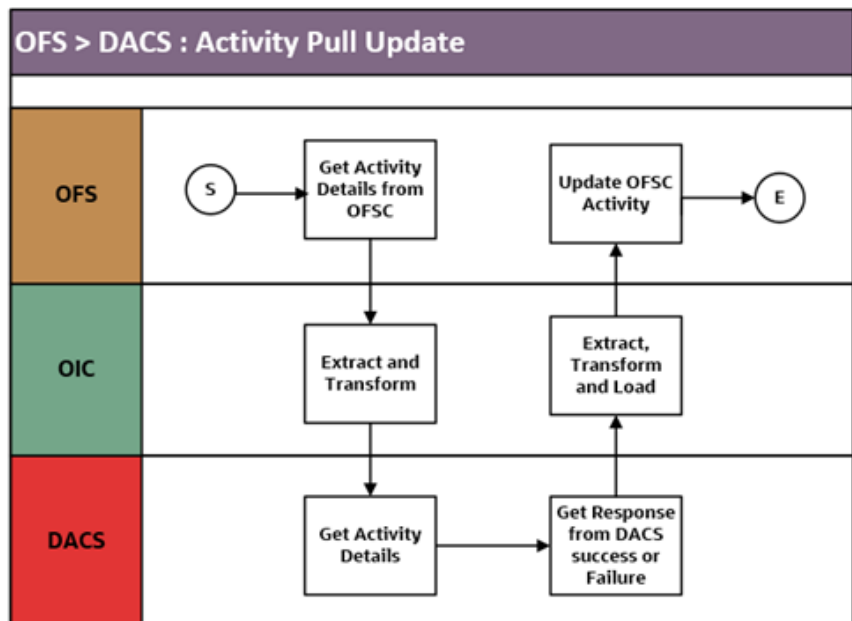 OFS > DACS : Activity Pull Update
OFS
S
Get Activity
Details from
OFSC
Update OFSC
Activity
E
OIC
Extract and
Transform
Extract,
Transform
and Load
DACS
Get Activity
Details
Get Response
from DACS
success or
Failure